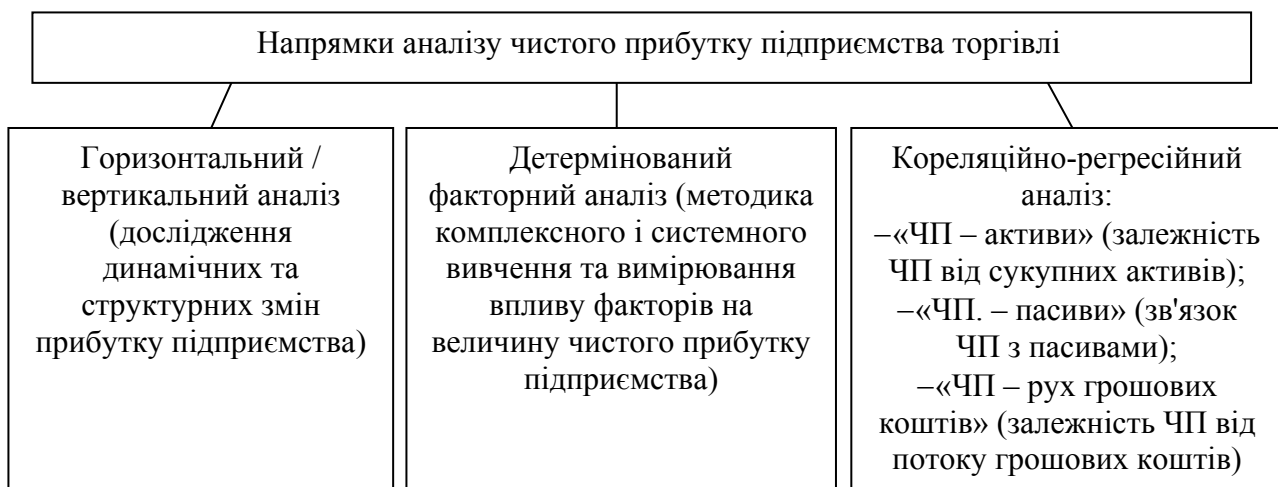 Напрямки аналізу чистого прибутку підприємства торгівлі
Горизонтальний /
вертикальний аналіз
(дослідження
динамічних та
структурних змін
прибутку підприємства)
Детермінований
факторний аналіз (методика
комплексного і системного
вивчення та вимірювання
впливу факторів на
величину чистого прибутку
підприємства)
Кореляційно-регресійний
аналіз:
–«ЧП – активи» (залежність
ЧП від сукупних активів);
–«ЧП. – пасиви» (зв'язок
ЧП з пасивами);
–«ЧП – рух грошових
коштів» (залежність ЧП від
потоку грошових коштів)